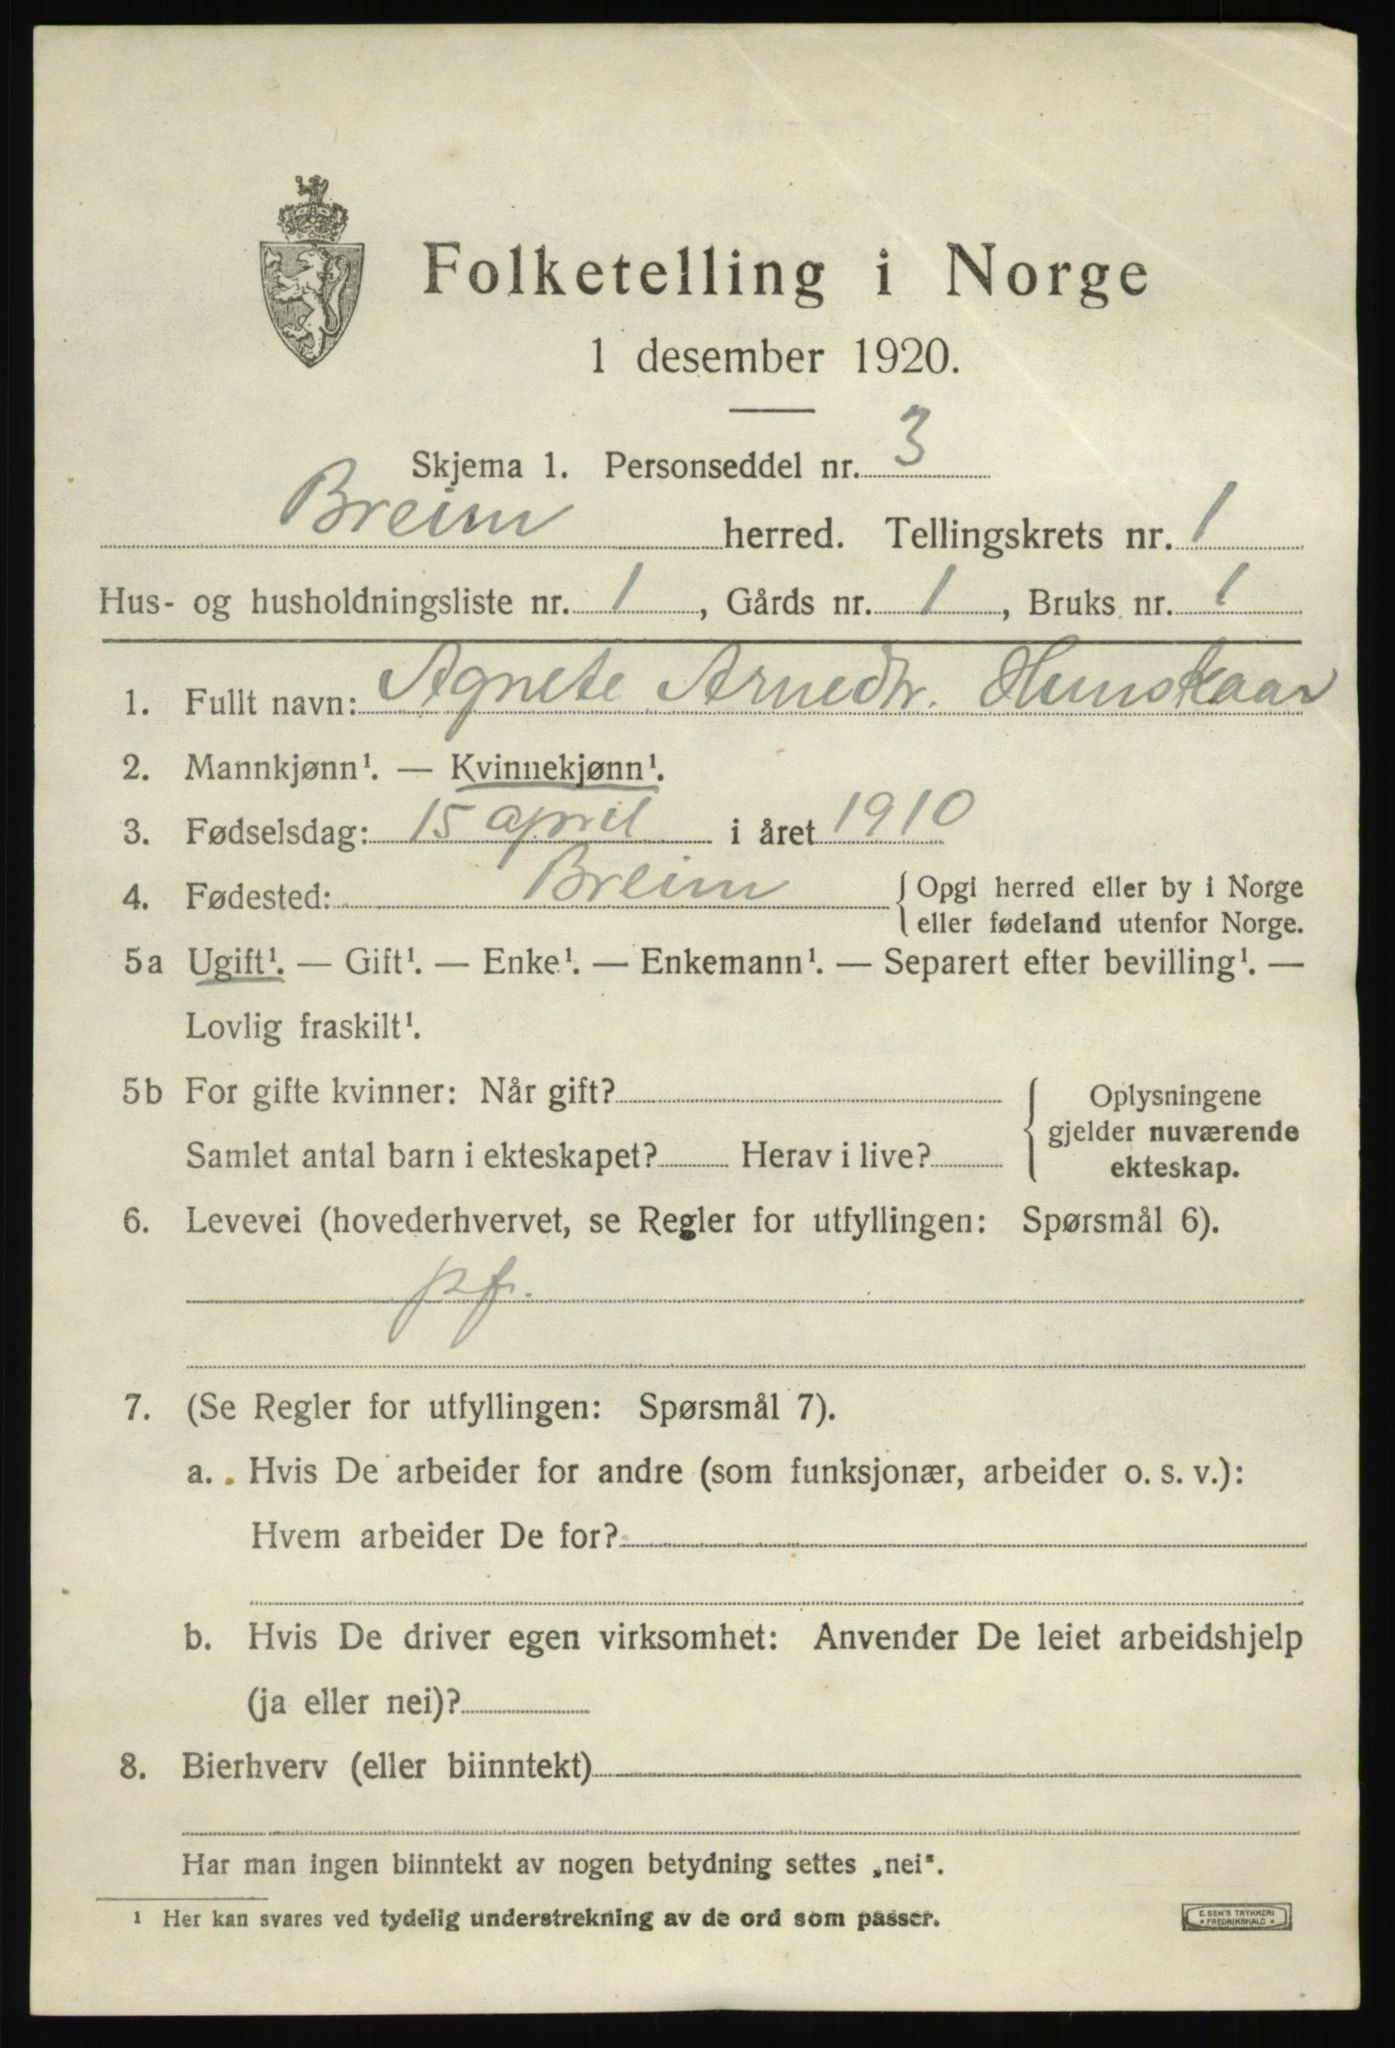 Folketelling i Norge
1 desember 1920.
Skjema 1. Personseddel nr. 3
Breim herred. Tellingskrets nr. 1
Hus- og husholdningsliste nr. 1, Gårds nr. 1, Bruks nr. 1
1. Fullt navn: Agnete Arnedtr. Hunskaar
2. Mannkjønn¹. — Kvinnekjønn¹.
3. Fødselsdag: 15 april i året 1910
4. Fødested: Breim { Opgi herred eller by i Norge
eller fødeland utenfor Norge.
5a Ugift¹. — Gift¹. — Enke¹. — Enkemann¹. — Separert efter bevilling¹. —
Lovlig fraskilt¹.
5b For gifte kvinner: Når gift?
Samlet antal barn i ekteskapet? Herav i live?
{ Oplysningene
gjelder nuværende
ekteskap.
6. Levevei (hovederhvervet, se Regler for utfyllingen: Spørsmål 6).
pf.
7. (Se Regler for utfyllingen: Spørsmål 7).
a. Hvis De arbeider for andre (som funksjonær, arbeider o. s. v.):
Hvem arbeider De for?
b. Hvis De driver egen virksomhet: Anvender De leiet arbeidshjelp
(ja eller nei)?
8. Bierhverv (eller biinntekt)
Har man ingen biinntekt av nogen betydning settes „nei".
¹ Her kan svares ved tydelig understrekning av de ord som passer.
E. SEM'S TRYKKERI
* FREDRIKSHALD *